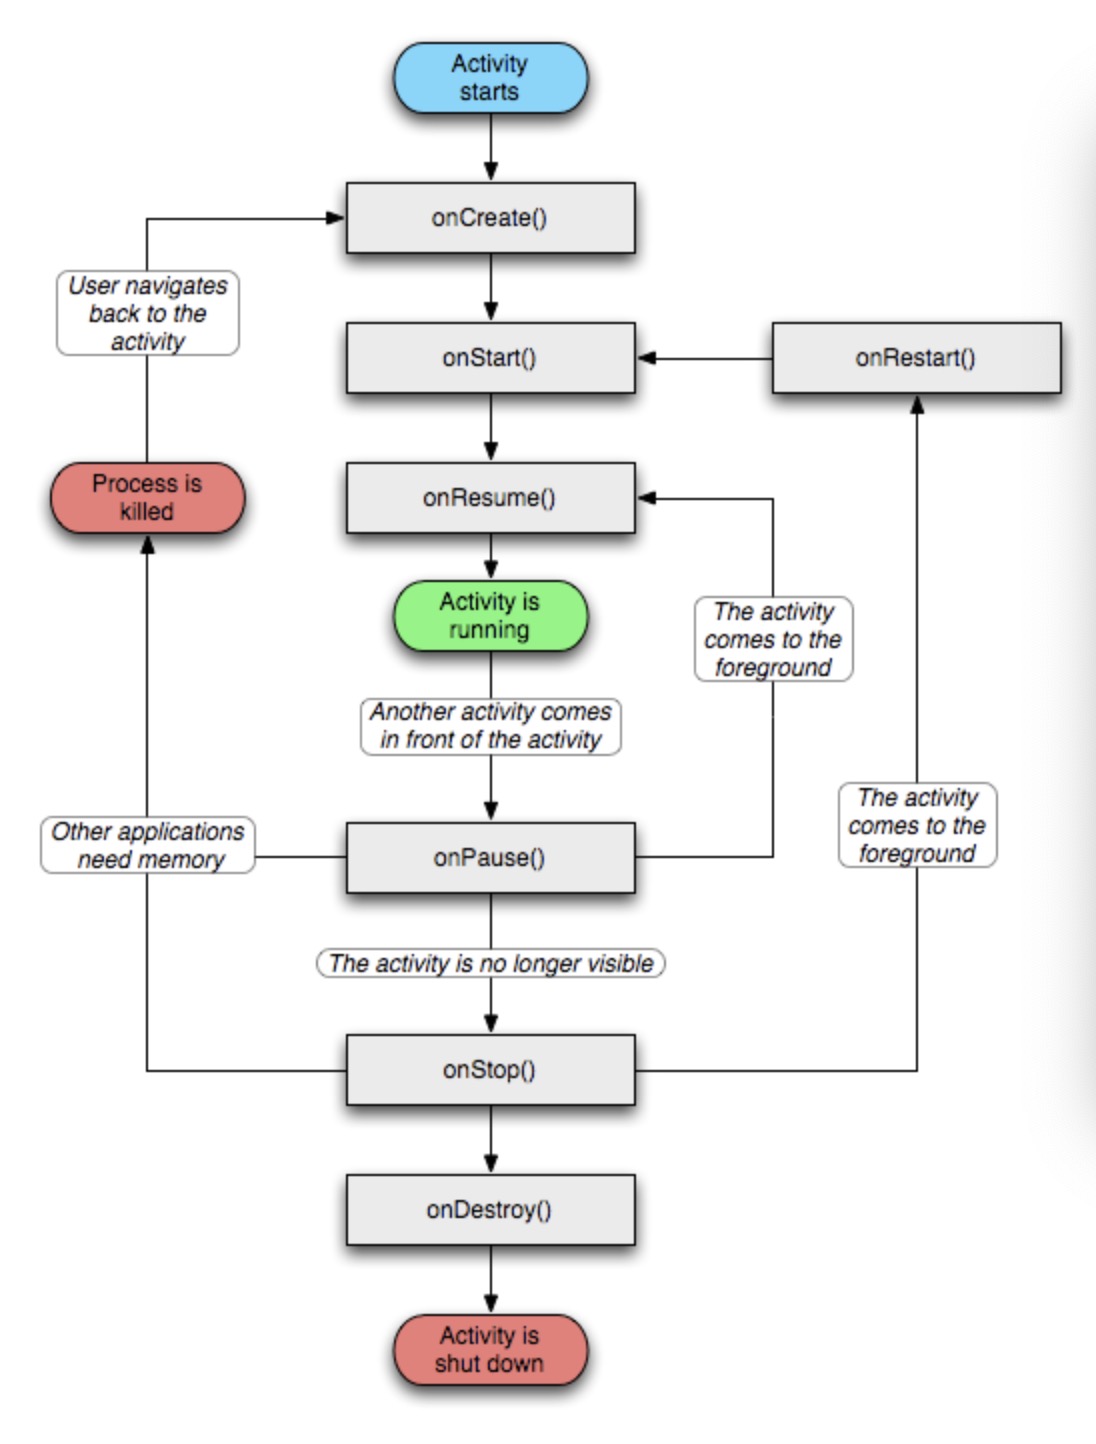 Activity
starts
onCreate()
User navigates
back to the
activity
onStart()
onRestart()
Process is
killed
onResume()
Activity is
running
The activity
comes to the
foreground
Another activity comes
in front of the activity
The activity
comes to the
foreground
Other applications
need memory
onPause()
The activity is no longer visible
onStop()
onDestroy()
Activity is
shut down